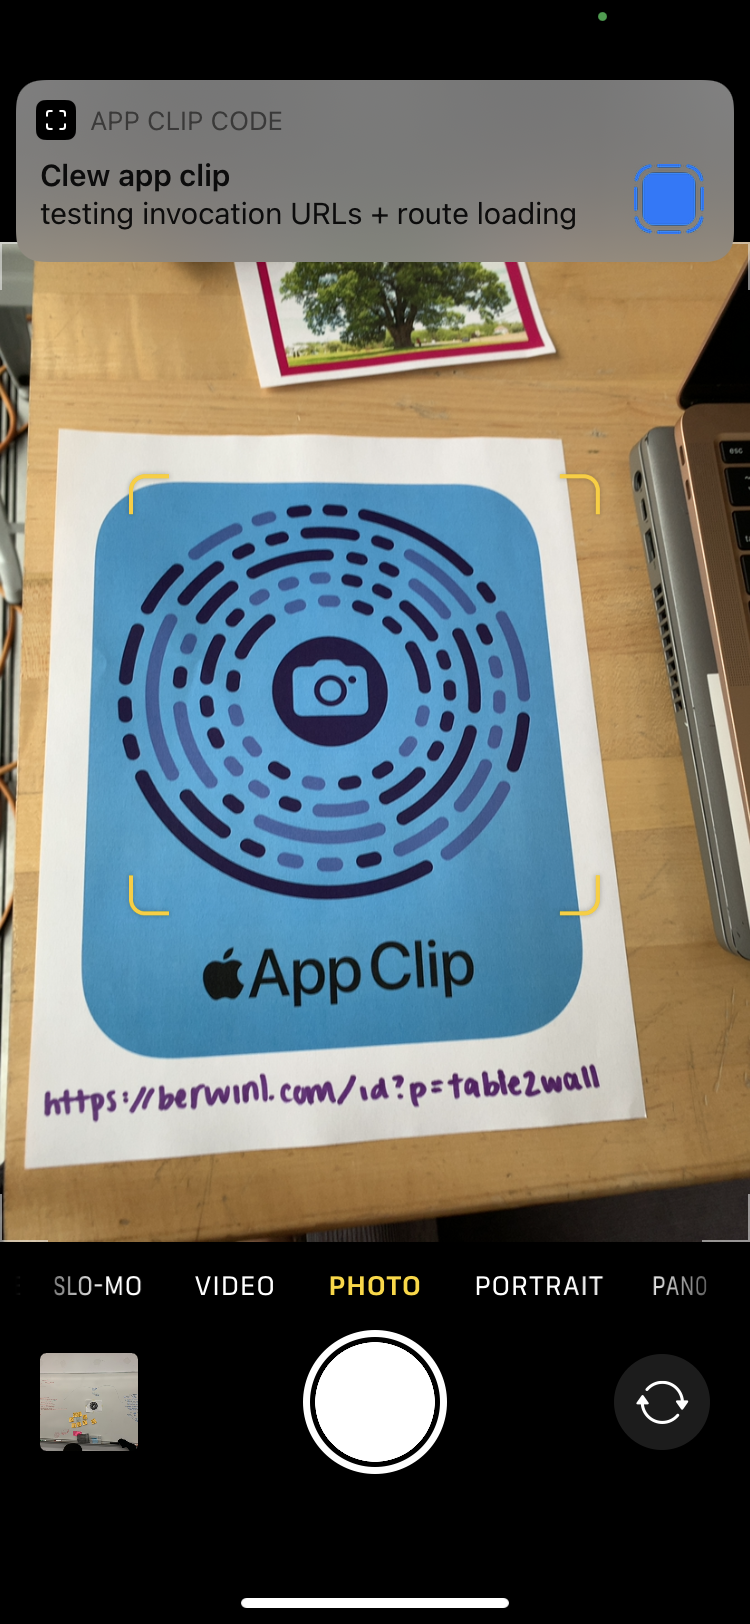 APP CLIP CODE
Clew app clip
testing invocation URLs + route loading
esc
App Clip
https://berwinl.com/id?p=table2wall
SLO-MO VIDEO PHOTO PORTRAIT PANO